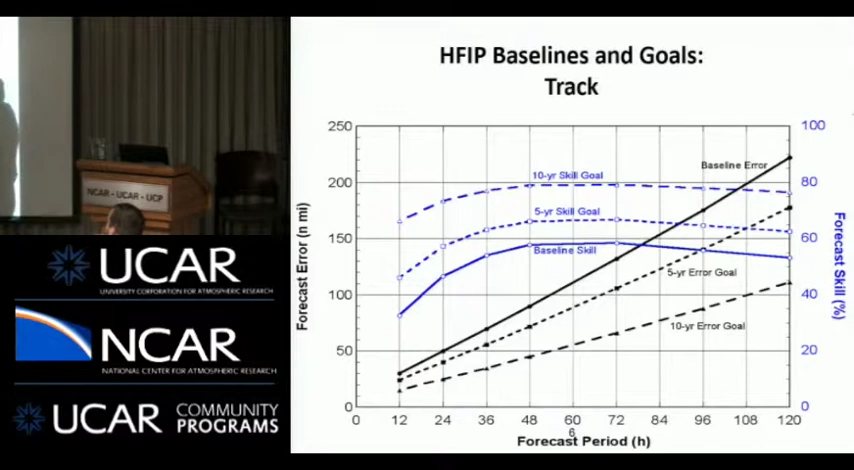 HFIP Baselines and Goals:
Track
NCAR - UCAR - UCP
UCAR
UNIVERSITY CORPORATION FOR ATMOSPHERIC RESEARCH
NCAR
NATIONAL CENTER FOR ATMOSPHERIC RESEARCH
UCAR
COMMUNITY
PROGRAMS
250
200
150
100
50
0
Forecast Error (n mi)
100
80
60
40
20
0
Forecast Skill (%)
Baseline Error
10-yr Skill Goal
5-yr Skill Goal
Baseline Skill
5-yr Error Goal
10-yr Error Goal
0 12 24 36 48 60 72 84 96 108 120
6
Forecast Period (h)